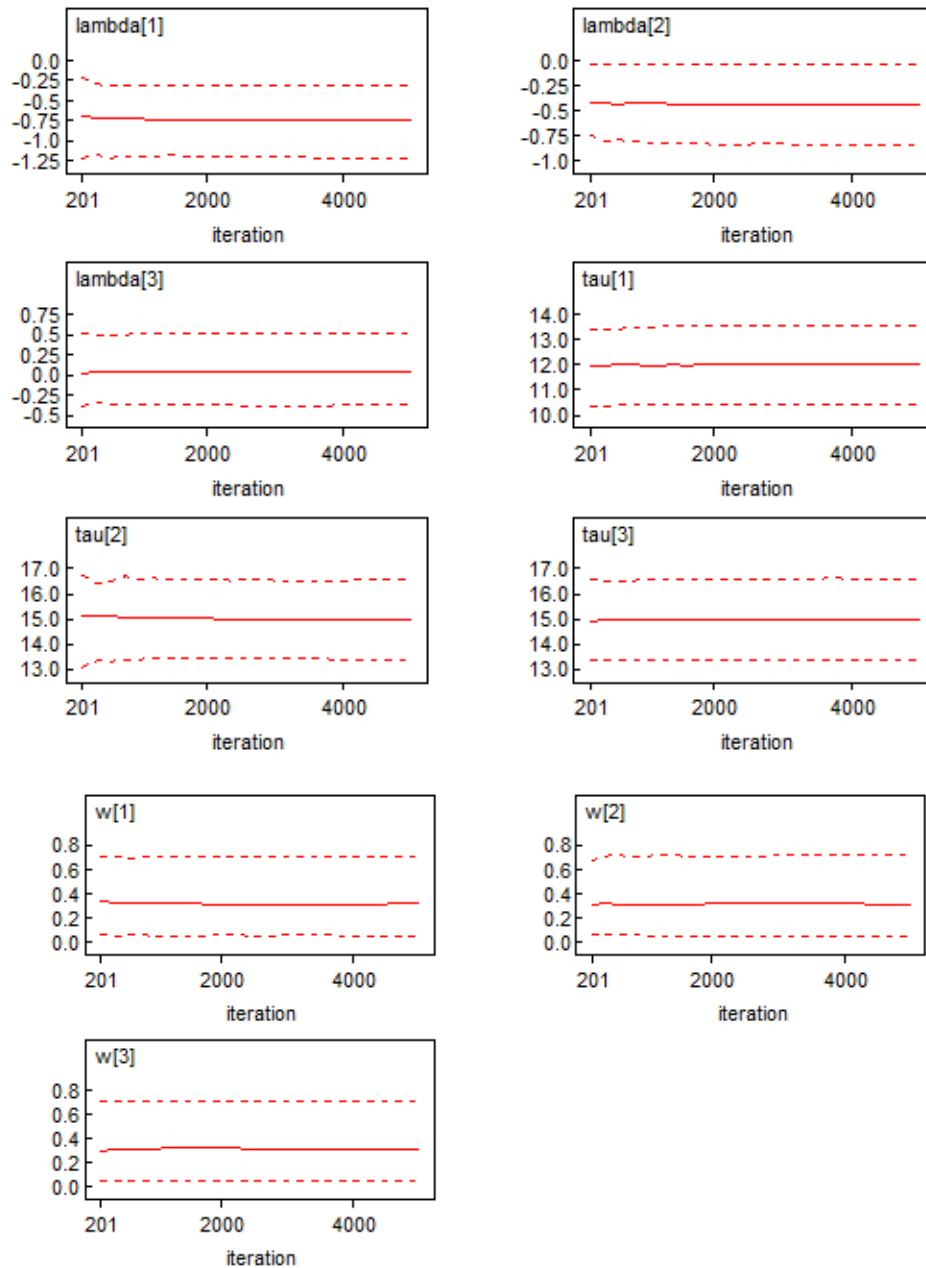 lambda[1]
0.0
-0.25
-0.5
-0.75
-1.0
-1.25
201 2000 4000
iteration
lambda[2]
0.0
-0.25
-0.5
-0.75
-1.0
201 2000 4000
iteration
lambda[3]
0.75
0.5
0.25
0.0
-0.25
-0.5
201 2000 4000
iteration
tau[1]
14.0
13.0
12.0
11.0
10.0
201 2000 4000
iteration
tau[2]
17.0
16.0
15.0
14.0
13.0
201 2000 4000
iteration
tau[3]
17.0
16.0
15.0
14.0
13.0
201 2000 4000
iteration
w[1]
0.8
0.6
0.4
0.2
0.0
201 2000 4000
iteration
w[2]
0.8
0.6
0.4
0.2
0.0
201 2000 4000
iteration
w[3]
0.8
0.6
0.4
0.2
0.0
201 2000 4000
iteration